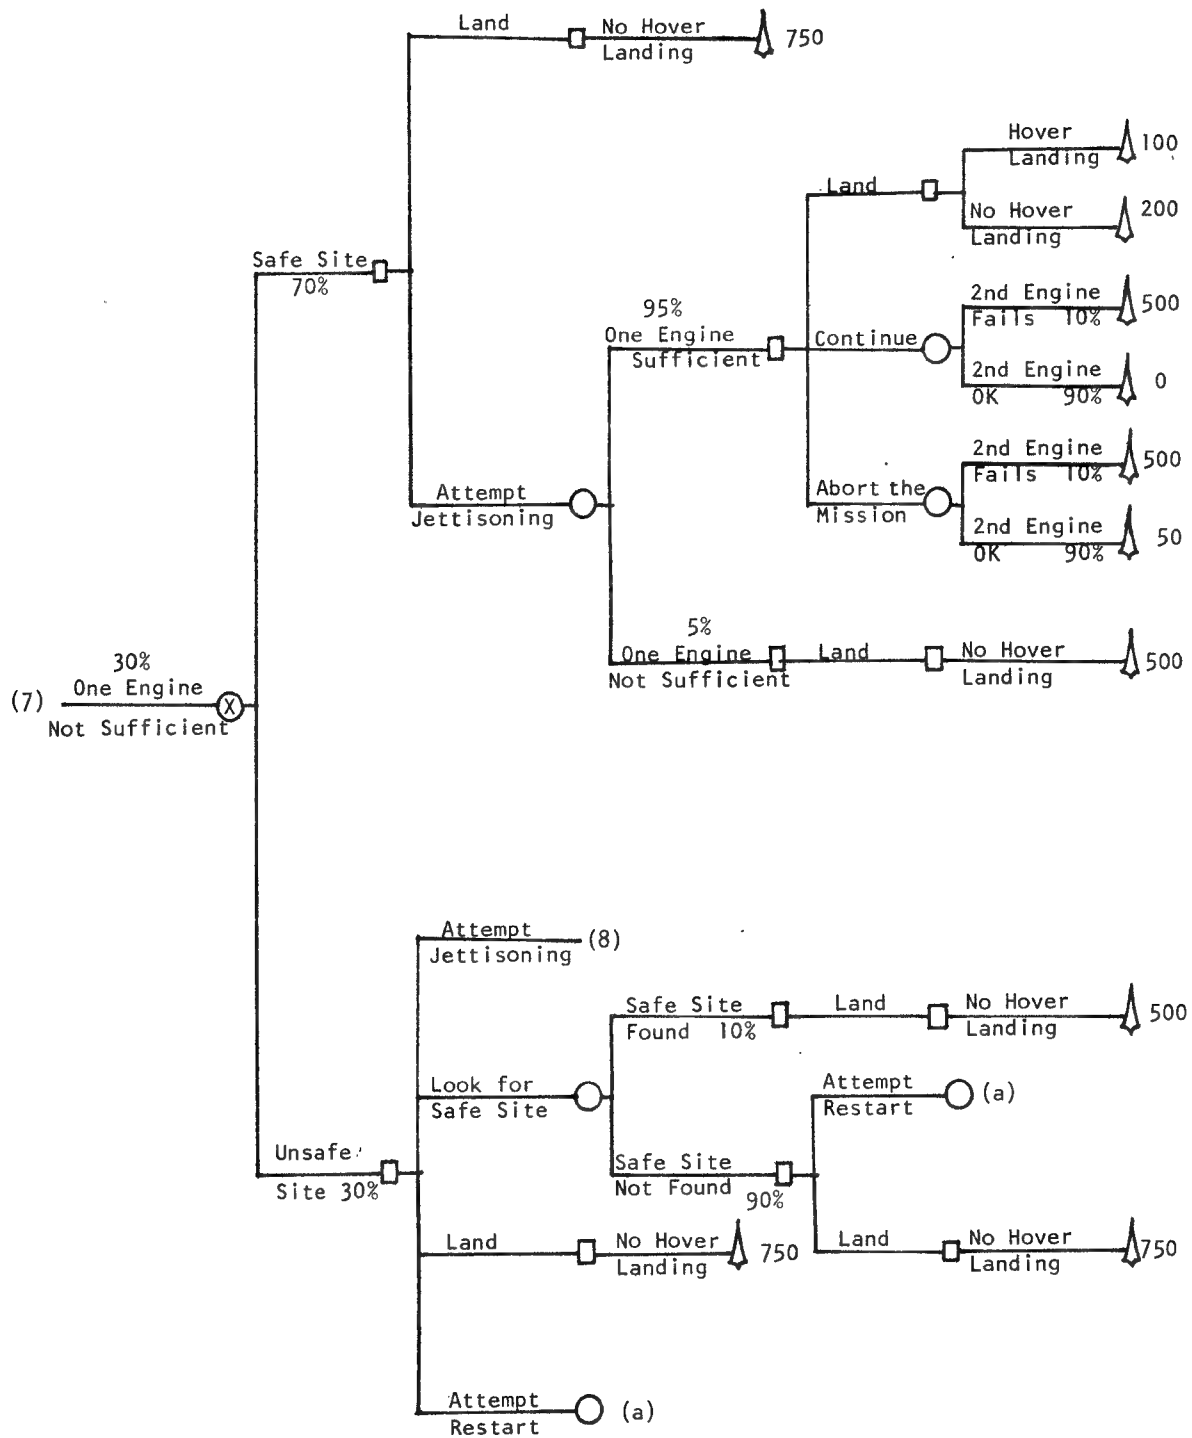 Land
No Hover
Landing
750
Hover
Landing
100
Land
No Hover
Landing
200
Safe Site
70%
95%
One Engine
Sufficient
2nd Engine
Fails 10%
500
Continue
2nd Engine
OK 90%
0
2nd Engine
Fails 10%
500
Attempt
Jettisoning
Abort the
Mission
2nd Engine
OK 90%
50
5%
One Engine
Not Sufficient
Land
No Hover
Landing
500
30%
(7)
One Engine
Not Sufficient
X
Attempt
Jettisoning
(8)
Safe Site
Found 10%
Land
No Hover
Landing
500
Look for
Safe Site
Attempt
Restart
(a)
Unsafe
Site 30%
Safe Site
Not Found
90%
Land
No Hover
Landing
750
Land
No Hover
Landing
750
Attempt
Restart
(a)